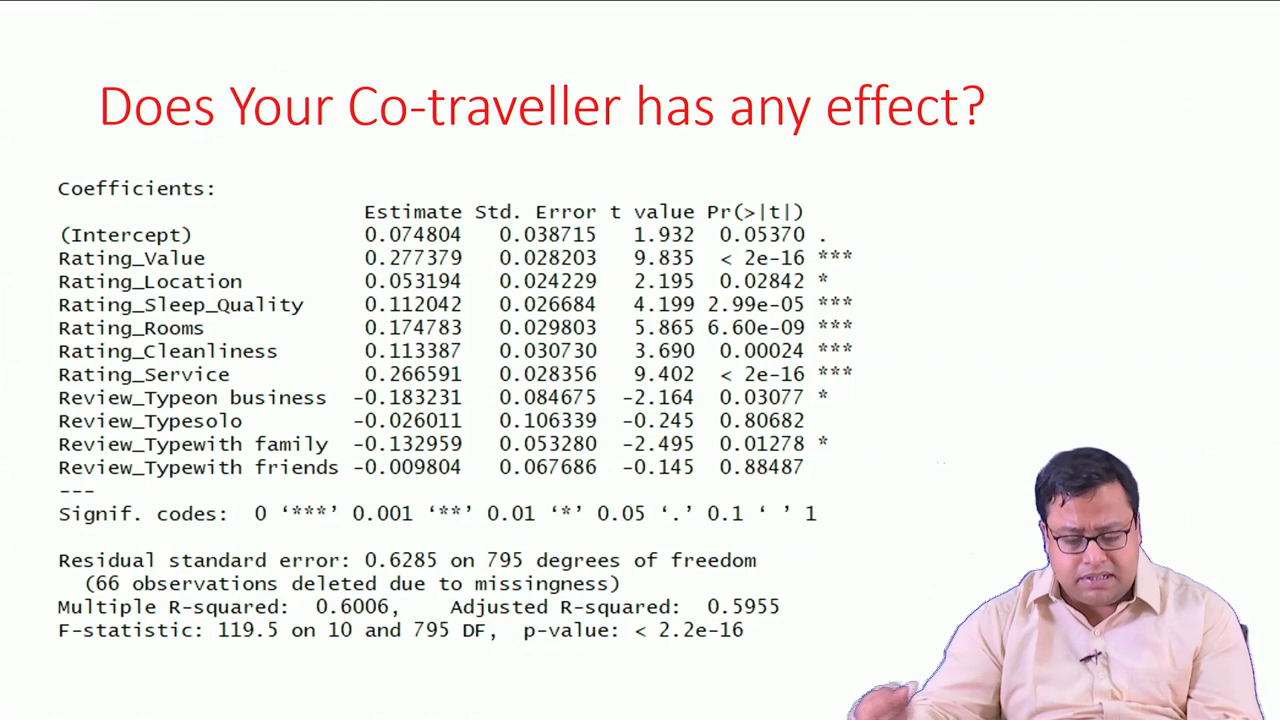 Does Your Co-traveller has any effect?
Coefficients:
Estimate Std. Error t value Pr(>|t|)
(Intercept) 0.074804 0.038715 1.932 0.05370 .
Rating_Value 0.277379 0.028203 9.835 < 2e-16 ***
Rating_Location 0.053194 0.024229 2.195 0.02842 *
Rating_Sleep_Quality 0.112042 0.026684 4.199 2.99e-05 ***
Rating_Rooms 0.174783 0.029803 5.865 6.60e-09 ***
Rating_Cleanliness 0.113387 0.030730 3.690 0.00024 ***
Rating_Service 0.266591 0.028356 9.402 < 2e-16 ***
Review_Typeon business -0.183231 0.084675 -2.164 0.03077 *
Review_Typesolo -0.026011 0.106339 -0.245 0.80682
Review_Typewith family -0.132959 0.053280 -2.495 0.01278 *
Review_Typewith friends -0.009804 0.067686 -0.145 0.88487
---
Signif. codes: 0 ‘***’ 0.001 ‘**’ 0.01 ‘*’ 0.05 ‘.’ 0.1 ‘ ’ 1
Residual standard error: 0.6285 on 795 degrees of freedom
(66 observations deleted due to missingness)
Multiple R-squared: 0.6006, Adjusted R-squared: 0.5955
F-statistic: 119.5 on 10 and 795 DF, p-value: < 2.2e-16